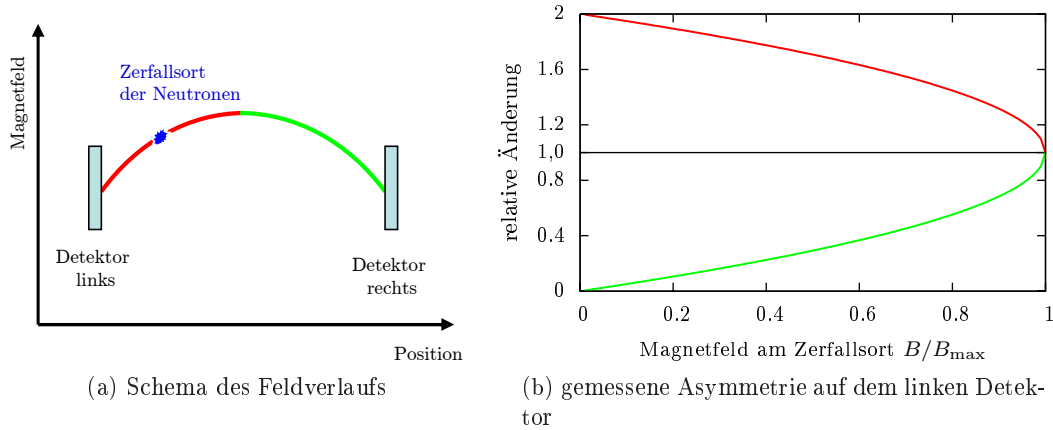 Magnetfeld
Zerfallsort
der Neutronen
Detektor
links
Detektor
rechts
Position
(a) Schema des Feldverlaufs
relative Änderung
2
1.6
1.2
1,0
0.8
0.4
0
0
0.2
0.4
0.6
0.8
1
Magnetfeld am Zerfallsort B/Bmax
(b) gemessene Asymmetrie auf dem linken Detek-
tor